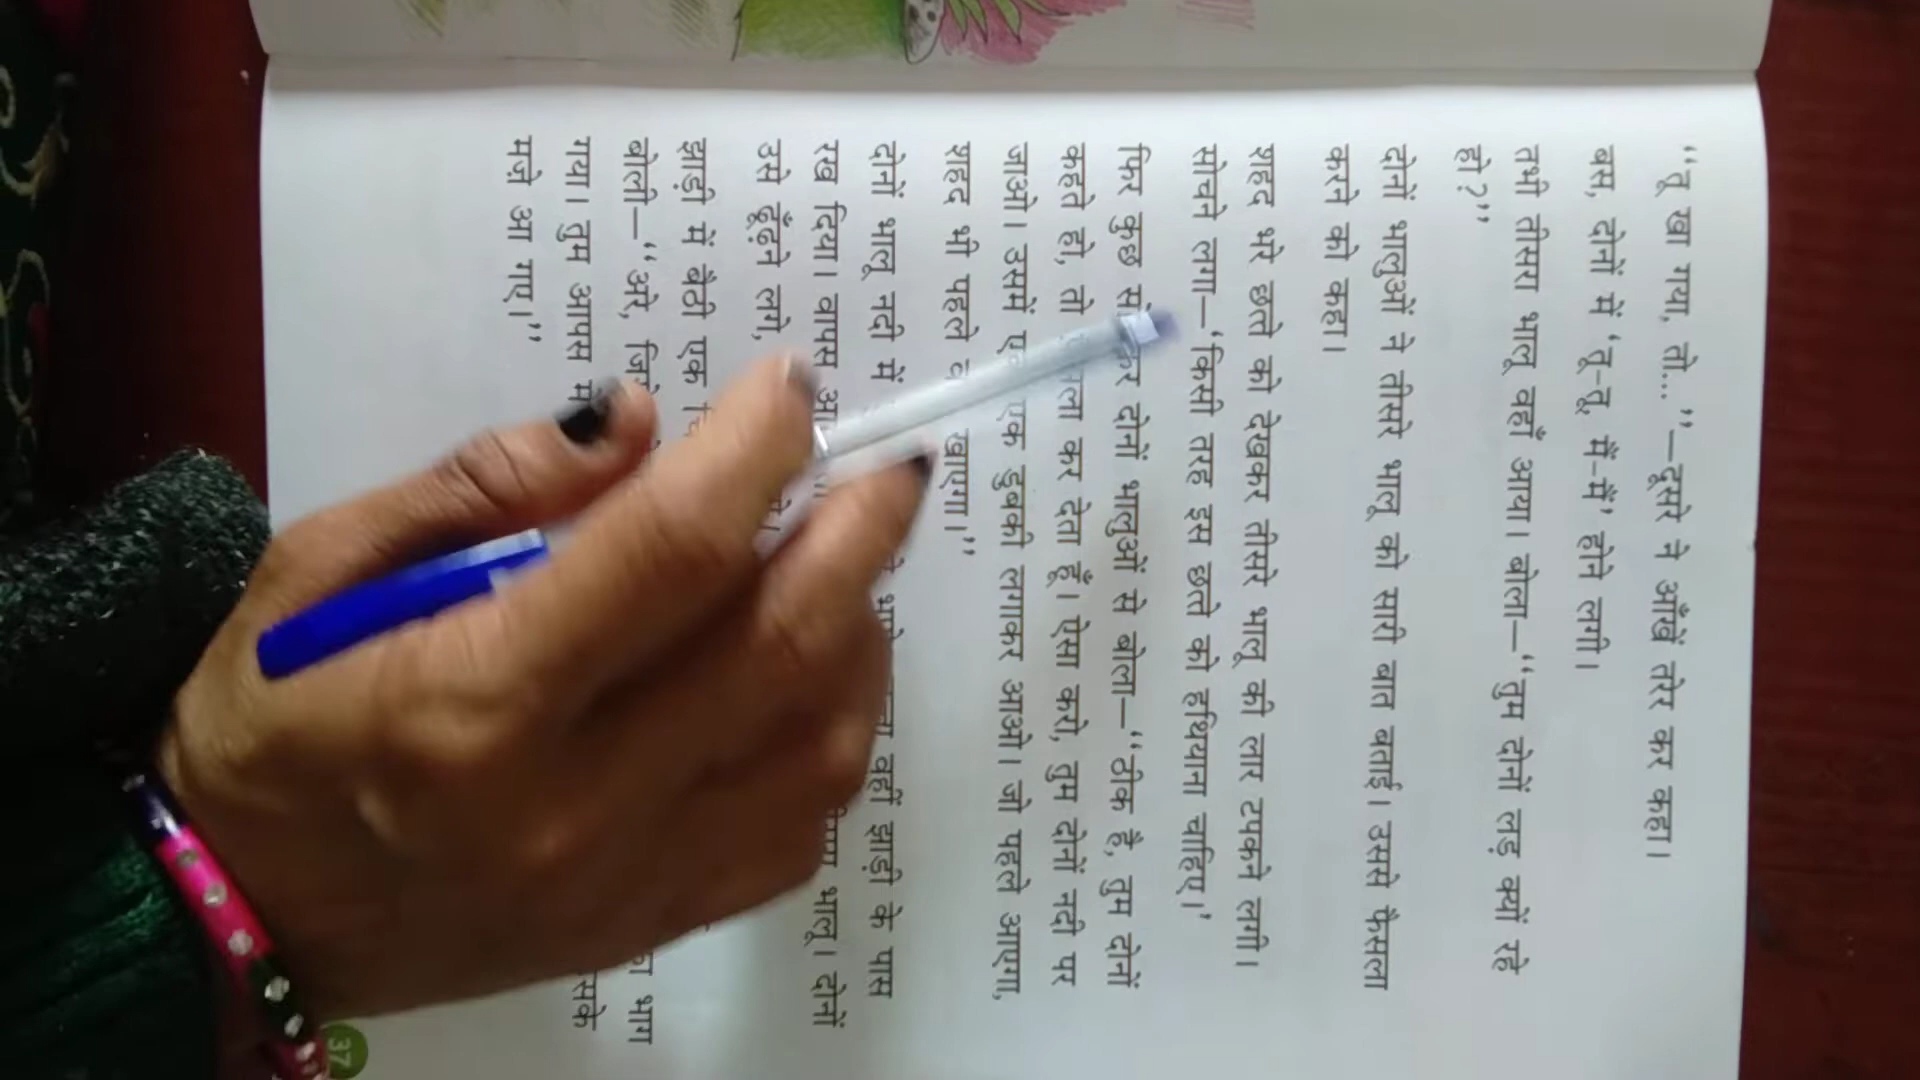 “तू खा गया, तो... ”—दूसरे ने आँखें तरेर कर कहा।
बस, दोनों में ‘तू-तू मैं-मैं’ होने लगी।
तभी तीसरा भालू वहाँ आया। बोला—“तुम दोनों लड़ क्यों रहे
हो?”
दोनों भालुओं ने तीसरे भालू को सारी बात बताई। उससे फैसला
करने को कहा।
शहद भरे छत्ते को देखकर तीसरे भालू की लार टपकने लगी।
सोचने लगा—‘किसी तरह इस छत्ते को हथियाना चाहिए।’
फिर कुछ दोनों भालुओं से बोला—“ठीक है, तुम दोनों
कहते हो, तो कर देता हूँ। ऐसा करो, तुम दोनों नदी पर
जाओ। उसमें एक डुबकी लगाकर आओ। जो पहले आएगा,
शहद भी पहले खाएगा।”
दोनों भालू नदी में वहीं झाड़ी के पास
रख दिया। वापस भालू। दोनों
उसे ढूँढ़ने लगे,
झाड़ी में बैठी एक
बोली—“अरे, भाग
गया। तुम आपस
मज़े आ गए।”
37